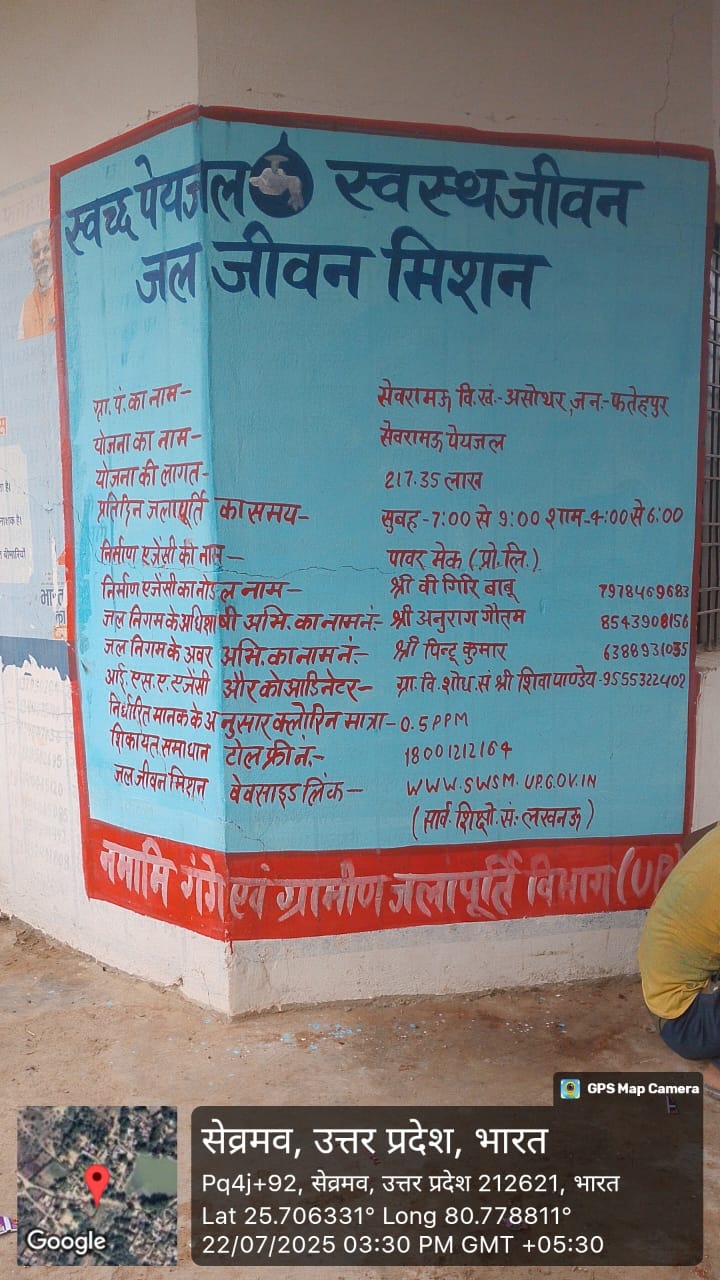 स्वच्छ पेयजल स्वस्थ जीवन
जल जीवन मिशन
ग्रा. पं. का नाम- सेवरामऊ वि.खं.- असोथर, जन.- फतेहपुर
योजना का नाम- सेवरामऊ पेयजल
योजना की लागत- 217.35 लाख
प्रतिदिन जलापूर्ति का समय- सुबह-7:00 से 9:00 शाम-4:00 से 6:00
निर्माण एजेंसी की नाम- पावर मेक (प्रो.लि.)
निर्माण एजेंसी का नोडल नाम- श्री वी गिरि बाबू 7978469683
जल निगम के अधिशाषी अभि. का नाम नं.- श्री अनुराग गौतम 8543908156
जल निगम के अवर अभि. का नाम नं.- श्री पिन्टू कुमार 6388931035
आई. एस. ए. एजेंसी और कोआडिनेटर- ग्रा. वि. शोध. सं श्री शिवा पाण्डेय-9555322402
निर्धारित मानक के अनुसार क्लोरिन मात्रा- 0.5 PPM
शिकायत समाधान टोल फ्री नं.- 18001212164
जल जीवन मिशन वेवसाइड लिंक- WWW.SWSM.UP.GOV.IN
(सार्व. शिक्षो. सं.- लखनऊ)
नमामि गंगे एवं ग्रामीण जलापूर्ति विभाग (UP)
GPS Map Camera
सेव्रमव, उत्तर प्रदेश, भारत
Pq4j+92, सेव्रमव, उत्तर प्रदेश 212621, भारत
Lat 25.706331° Long 80.778811°
22/07/2025 03:30 PM GMT +05:30
Google